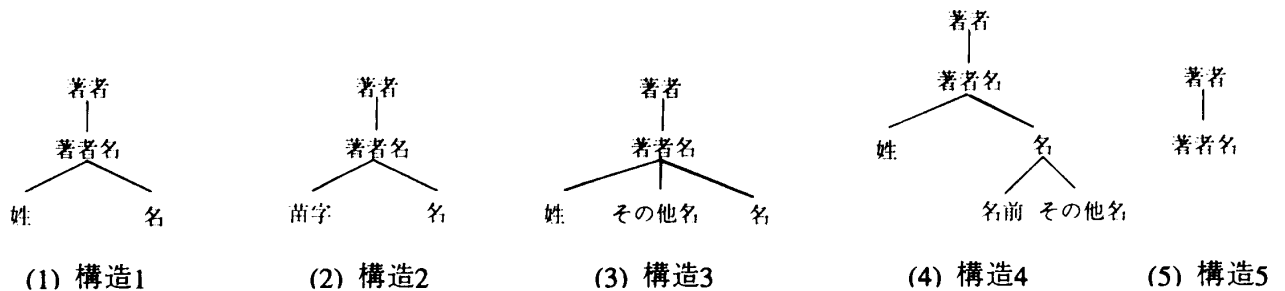 著者
著者名
姓 名
(1) 構造1
著者
著者名
苗字 名
(2) 構造2
著者
著者名
姓 その他名 名
(3) 構造3
著者
著者名
姓 名
名前 その他名
(4) 構造4
著者
著者名
(5) 構造5